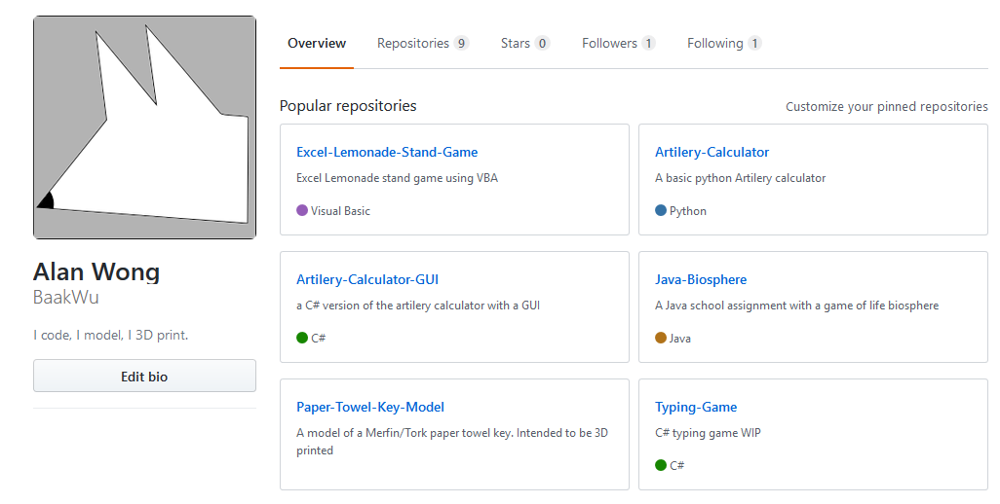 Overview Repositories 9 Stars 0 Followers 1 Following 1
Popular repositories
Customize your pinned repositories
Excel-Lemonade-Stand-Game
Excel Lemonade stand game using VBA
Visual Basic
Artilery-Calculator
A basic python Artilery calculator
Python
Artilery-Calculator-GUI
a C# version of the artilery calculator with a GUI
C#
Java-Biosphere
A Java school assignment with a game of life biosphere
Java
Paper-Towel-Key-Model
A model of a Merfin/Tork paper towel key. Intended to be 3D
printed
Typing-Game
C# typing game WIP
C#
Alan Wong
BaakWu
I code, I model, I 3D print.
Edit bio